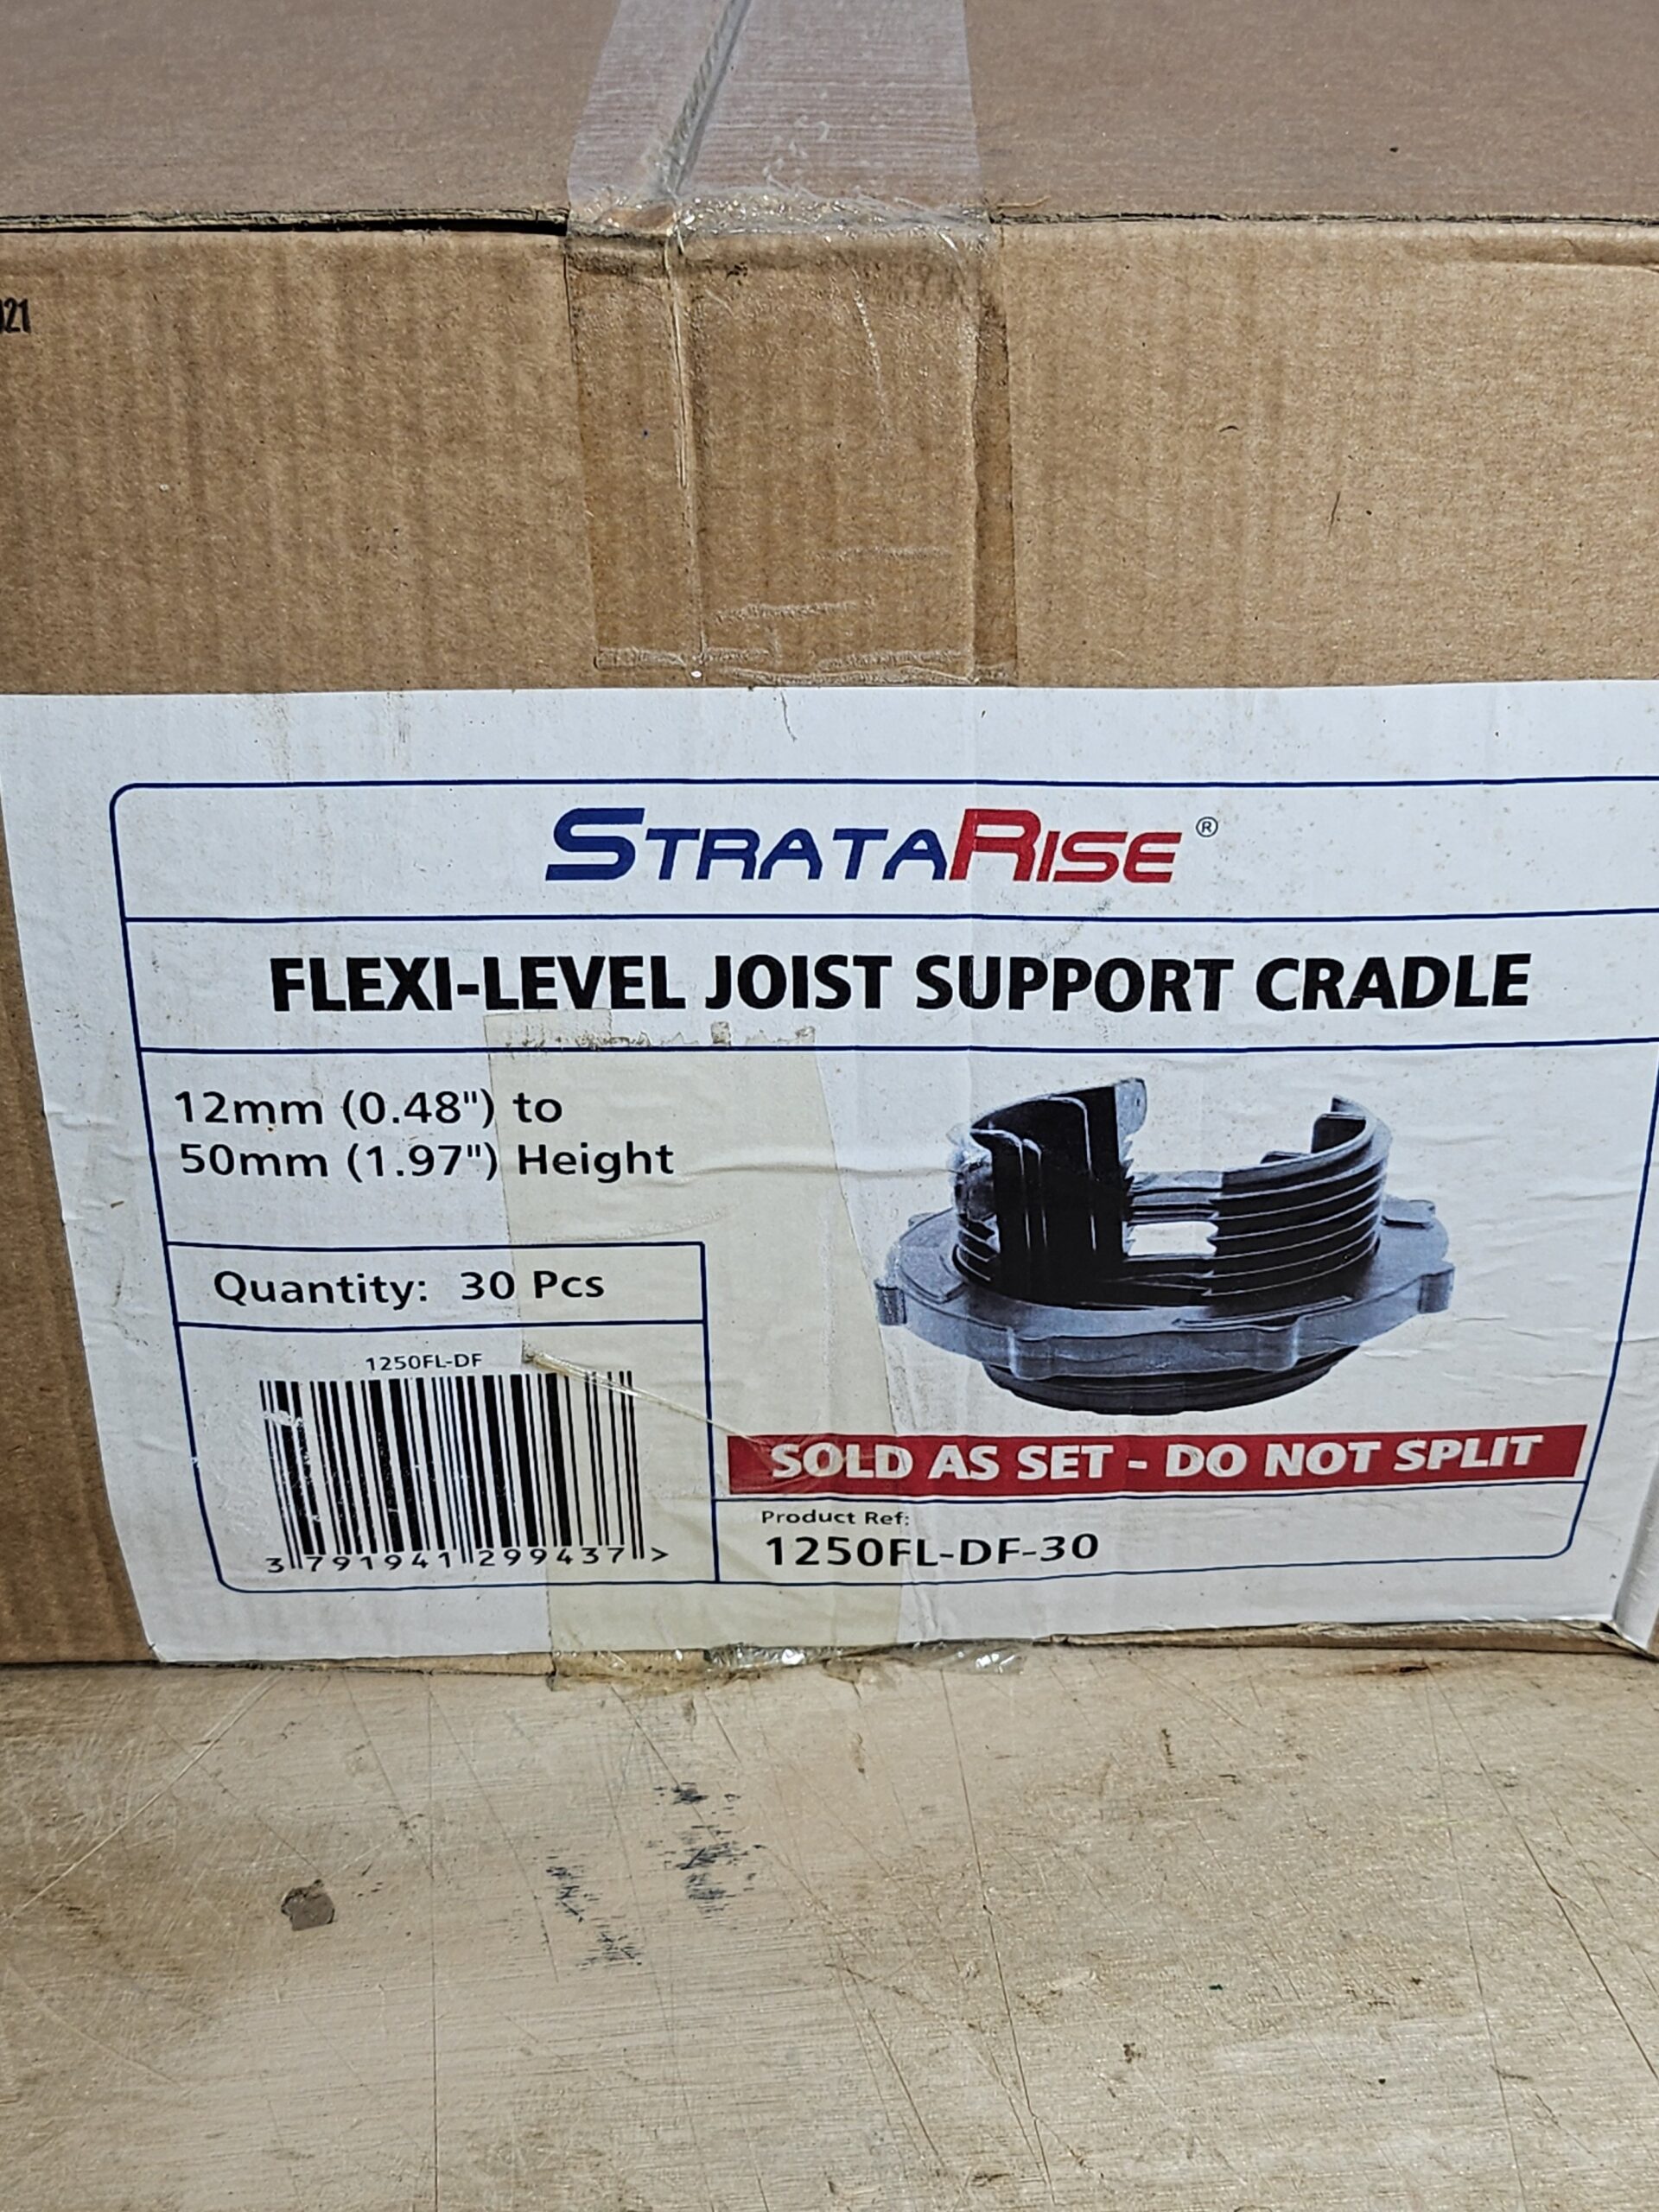 21
STRATARISE®
FLEXI-LEVEL JOIST SUPPORT CRADLE
12mm (0.48") to
50mm (1.97") Height
Quantity: 30 Pcs
1250FL-DF
3 791941 299437 >
SOLD AS SET - DO NOT SPLIT
Product Ref:
1250FL-DF-30